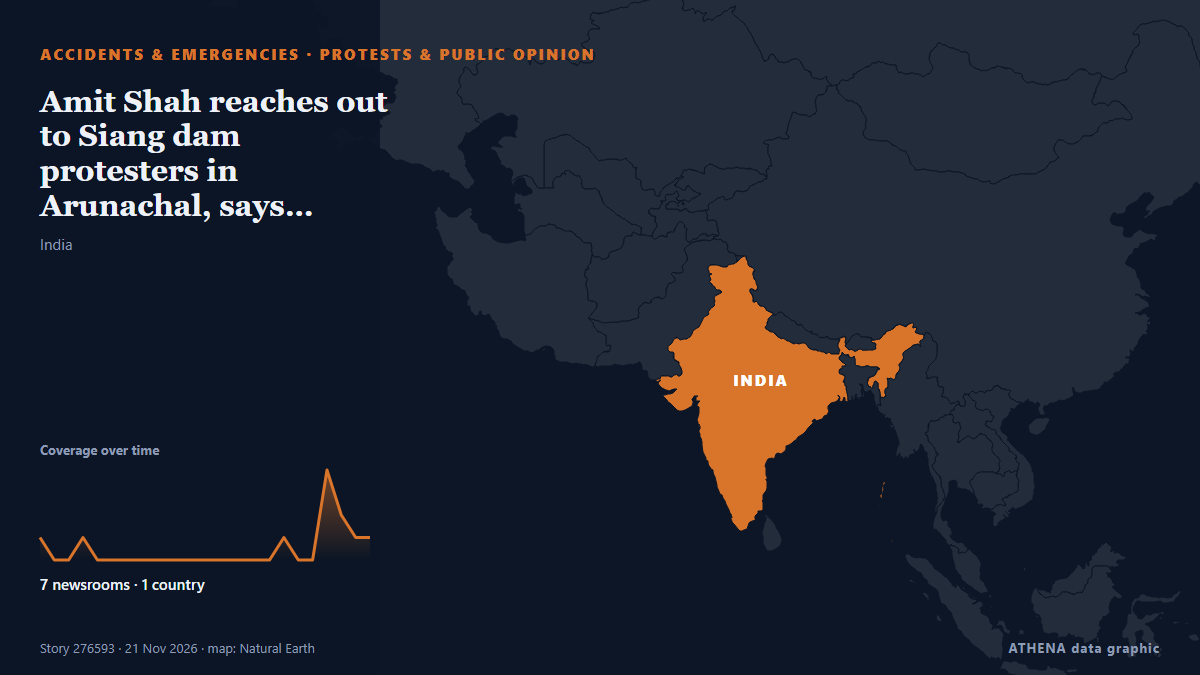 ACCIDENTS & EMERGENCIES · PROTESTS & PUBLIC OPINION
Amit Shah reaches out
to Siang dam
protesters in
Arunachal, says...
India
INDIA
Coverage over time
7 newsrooms · 1 country
Story 276593 · 21 Nov 2026 · map: Natural Earth
ATHENA data graphic